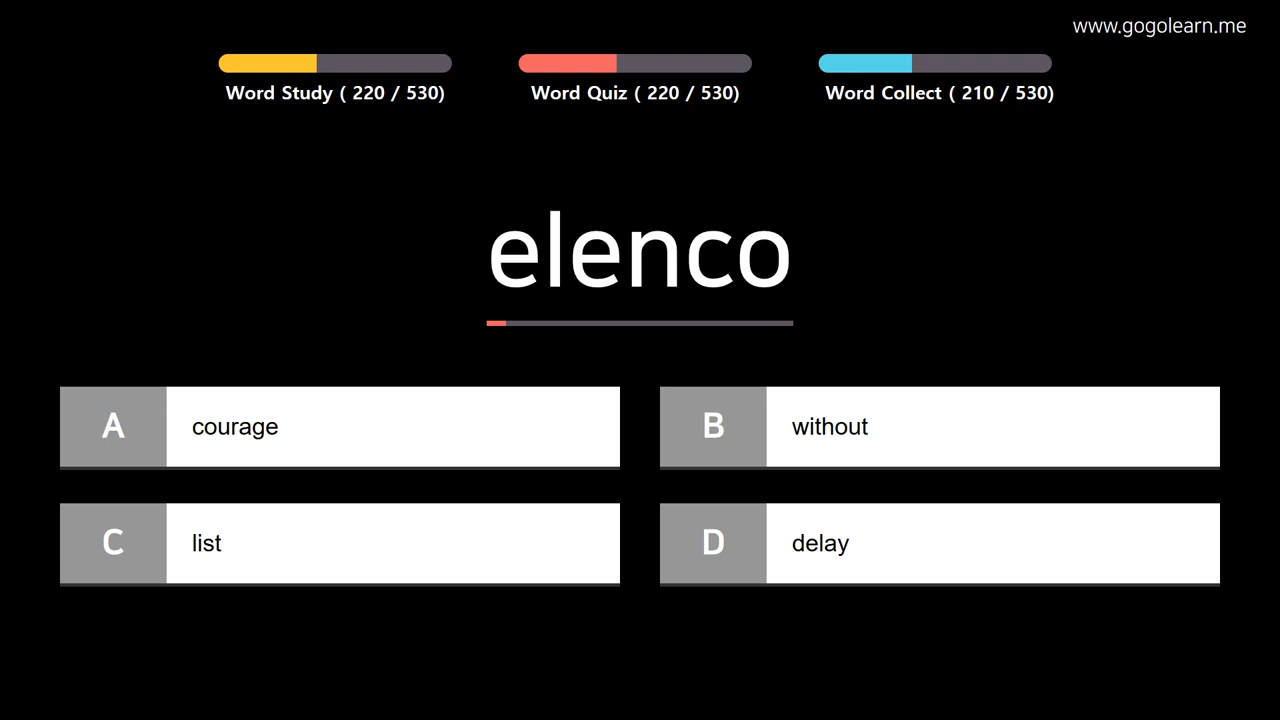 www.gogolearn.me
Word Study ( 220 / 530)
Word Quiz ( 220 / 530)
Word Collect ( 210 / 530)
elenco
A courage
B without
C list
D delay